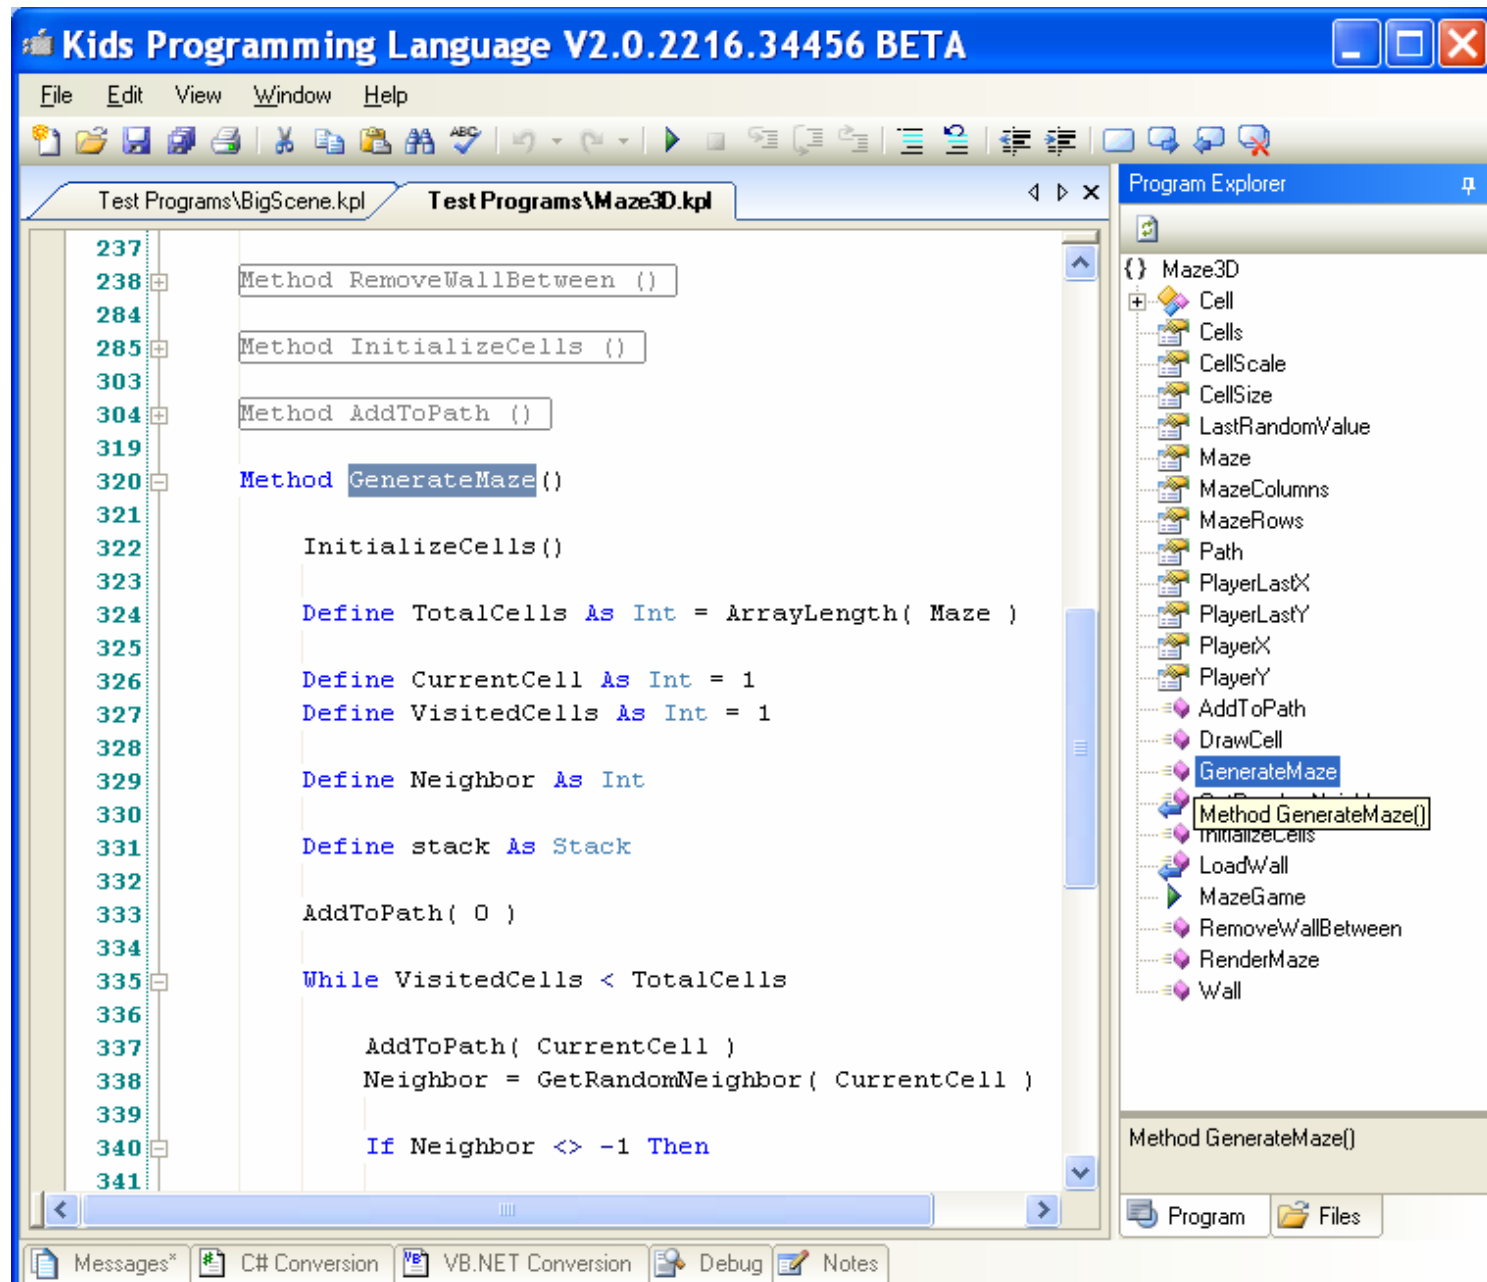 Kids Programming Language V2.0.2216.34456 BETA
File Edit View Window Help
ABC
Test Programs\BigScene.kpl Test Programs\Maze3D.kpl
237
238 Method RemoveWallBetween ()
284
285 Method InitializeCells ()
303
304 Method AddToPath ()
319
320 Method GenerateMaze()
321
322 InitializeCells()
323
324 Define TotalCells As Int = ArrayLength( Maze )
325
326 Define CurrentCell As Int = 1
327 Define VisitedCells As Int = 1
328
329 Define Neighbor As Int
330
331 Define stack As Stack
332
333 AddToPath( 0 )
334
335 While VisitedCells < TotalCells
336
337 AddToPath( CurrentCell )
338 Neighbor = GetRandomNeighbor( CurrentCell )
339
340 If Neighbor <> -1 Then
341
Program Explorer
{} Maze3D
Cell
Cells
CellScale
CellSize
LastRandomValue
Maze
MazeColumns
MazeRows
Path
PlayerLastX
PlayerLastY
PlayerX
PlayerY
AddToPath
DrawCell
GenerateMaze
Method GenerateMaze()
InitializeCells
LoadWall
MazeGame
RemoveWallBetween
RenderMaze
Wall
Method GenerateMaze()
Program Files
Messages* C# Conversion VB.NET Conversion Debug Notes